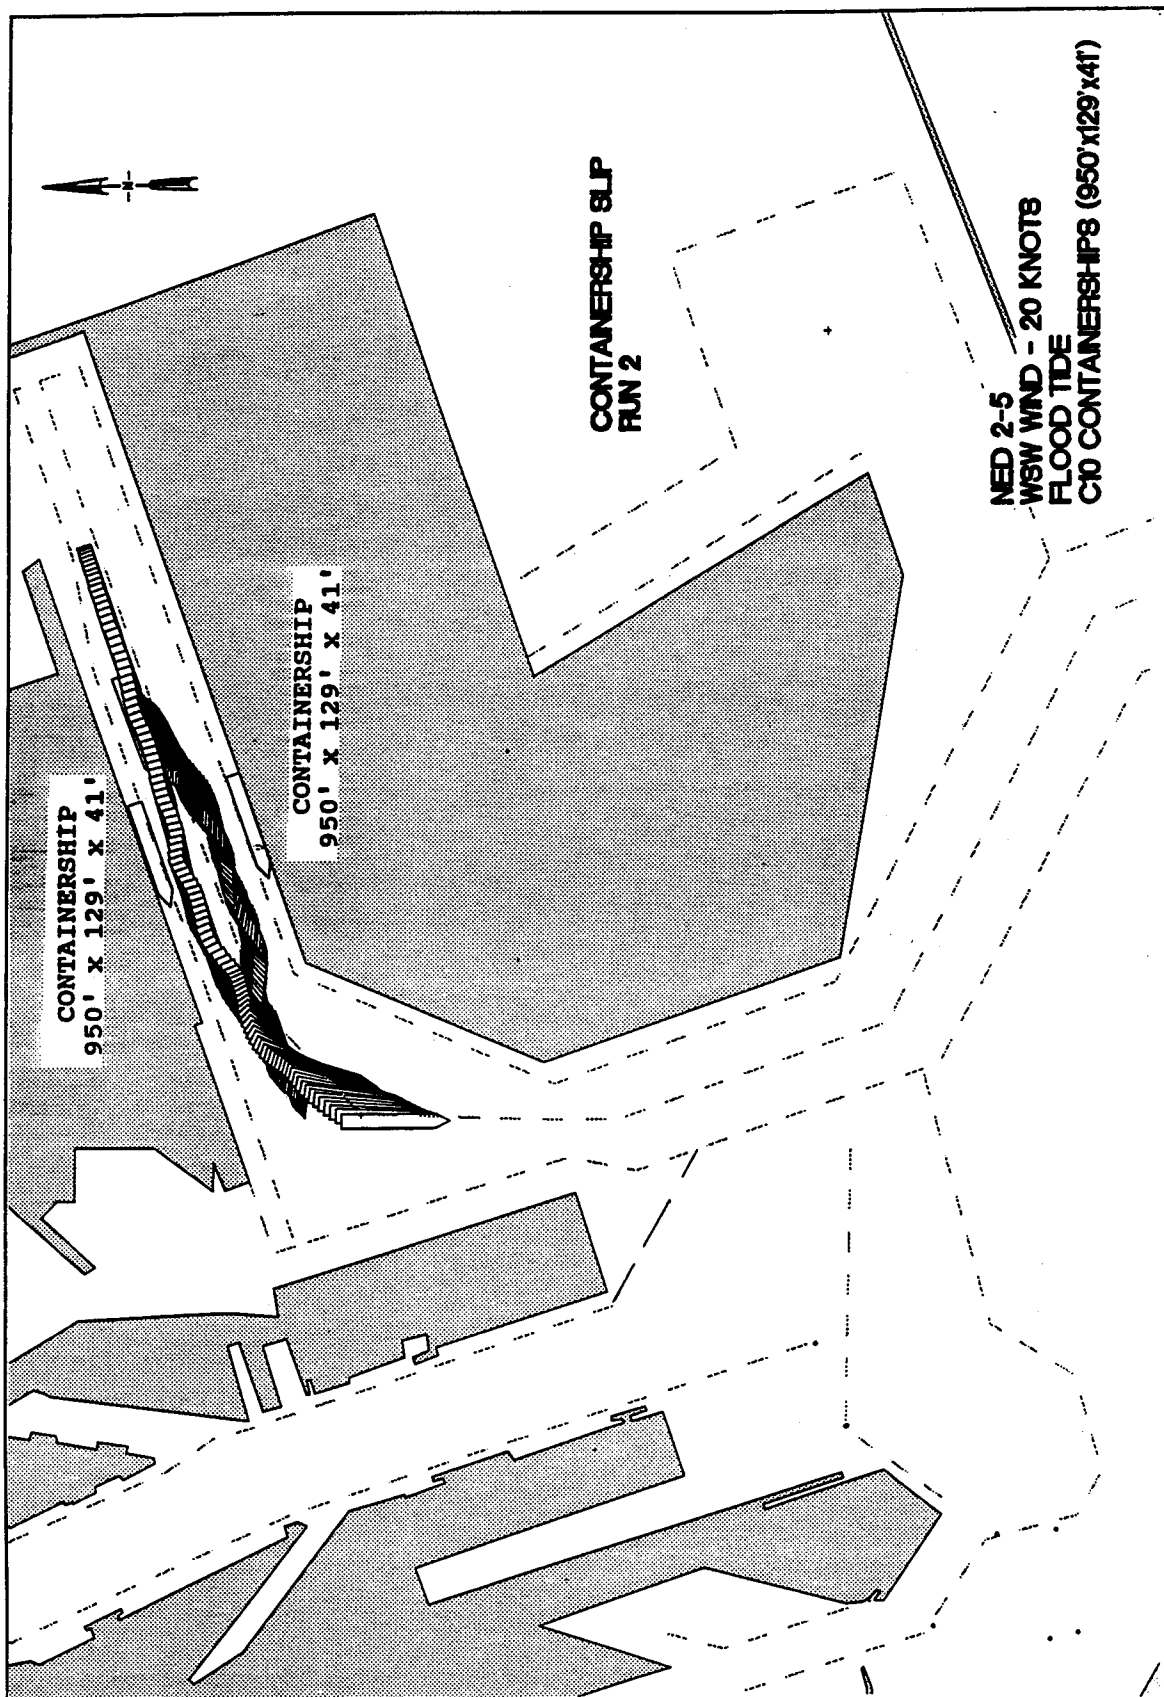 CONTAINERSHIP
950' x 129' x 41'
CONTAINERSHIP
950' x 129' x 41'
-N-
CONTAINERSHIP SLIP
RUN 2
NED 2-5
WSW WIND - 20 KNOTS
FLOOD TIDE
C10 CONTAINERSHIPS (950'x129'x41')